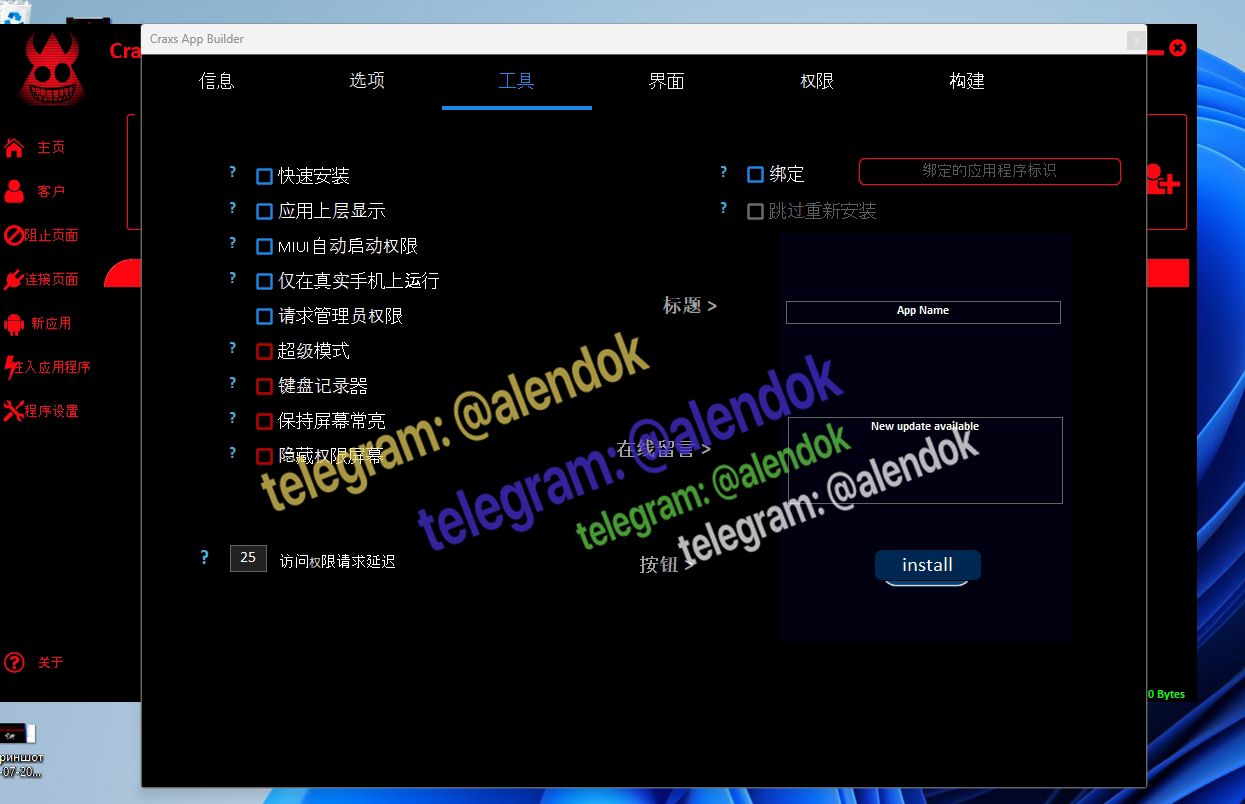 Craxs App Builder
Cra
信息
选项
工具
界面
权限
构建
主页
客户
阻止页面
连接页面
新应用
注入应用程序
程序设置
关于
? 快速安装
? 应用上层显示
? MIUI自动启动权限
? 仅在真实手机上运行
请求管理员权限
? 超级模式
? 键盘记录器
? 保持屏幕常亮
? 隐藏权限屏幕
? 25 访问权限请求延迟
? 绑定
绑定的应用程序标识
? 跳过重新安装
标题 >
App Name
在线留言 >
New update available
按钮 >
install
telegram: @alendok
telegram: @alendok
telegram: @alendok
telegram: @alendok
0 Bytes
риншот
-07-20...